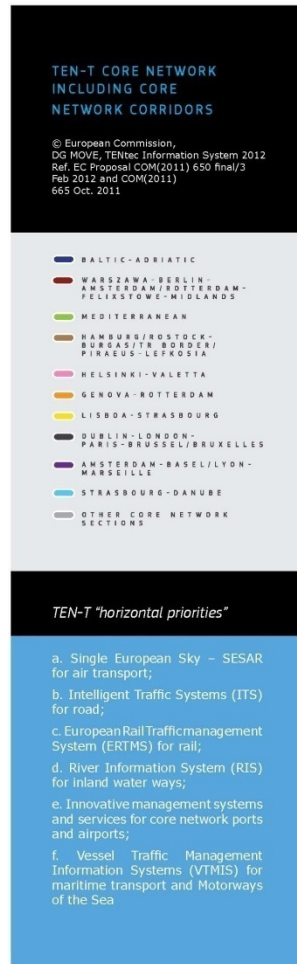 TEN-T CORE NETWORK
INCLUDING CORE
NETWORK CORRIDORS
© European Commission,
DG MOVE, TENtec Information System 2012
Ref. EC Proposal COM(2011) 650 final/3
Feb 2012 and COM(2011)
665 Oct. 2011
BALTIC-ADRIATIC
WARSZAWA-BERLIN-
AMSTERDAM/ROTTERDAM-
FELIXSTOWE-MIDLANDS
MEDITERRANEAN
HAMBURG/ROSTOCK-
BURGAS/TR BORDER/
PIRAEUS-LEFKOSIA
HELSINKI-VALETTA
GENOVA-ROTTERDAM
LISBOA-STRASBOURG
DUBLIN-LONDON-
PARIS-BRUSSEL/BRUXELLES
AMSTERDAM-BASEL/LYON-
MARSEILLE
STRASBOURG-DANUBE
OTHER CORE NETWORK
SECTIONS
TEN-T "horizontal priorities"
a. Single European Sky – SESAR
for air transport;
b. Intelligent Traffic Systems (ITS)
for road;
c. European Rail Trafficmanagement
System (ERTMS) for rail;
d. River Information System (RIS)
for inland water ways;
e. Innovative management systems
and services for core network ports
and airports;
f. Vessel Traffic Management
Information Systems (VTMIS) for
maritime transport and Motorways
of the Sea